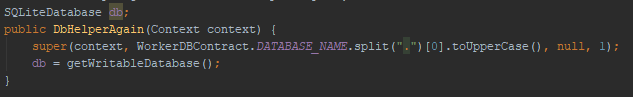 SQLiteDatabase db;
public DbHelperAgain(Context context) {
    super(context, WorkerDBContract.DATABASE_NAME.split(".")[0].toUpperCase(), null, 1);
    db = getWritableDatabase();
}